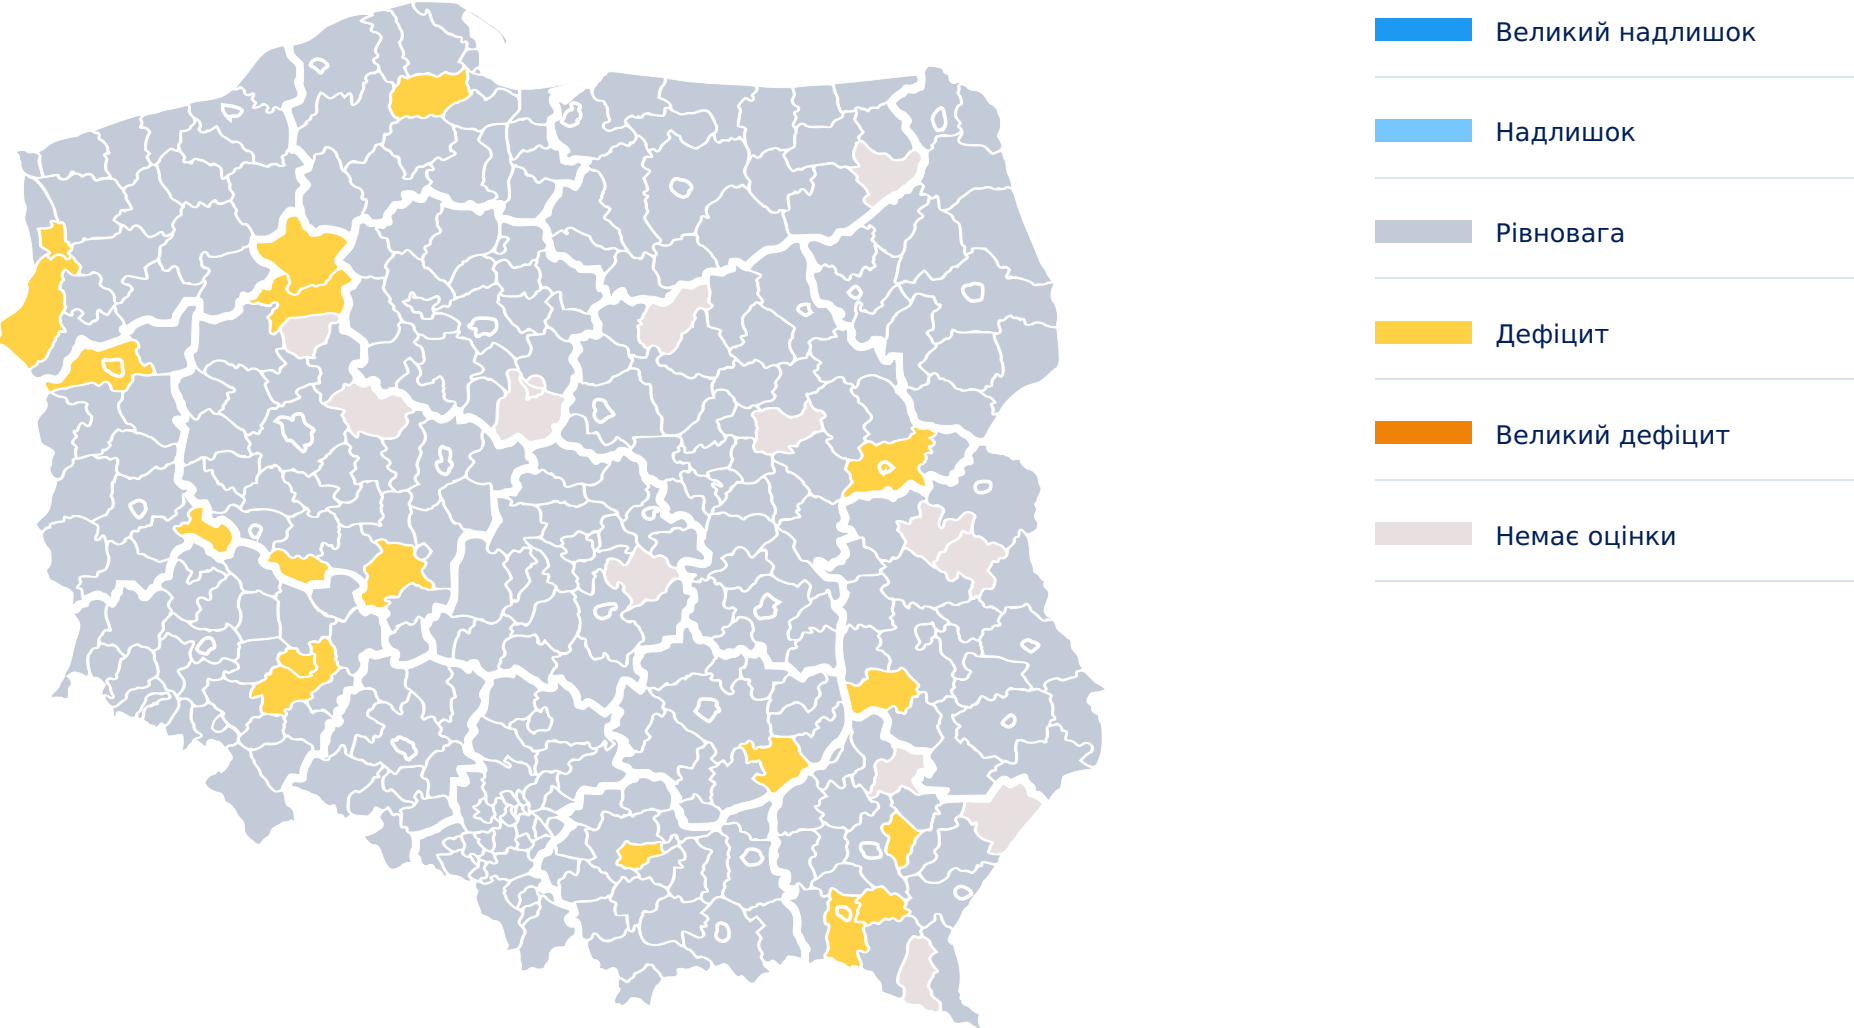 Великий надлишок
Надлишок
Рівновага
Дефіцит
Великий дефіцит
Немає оцінки